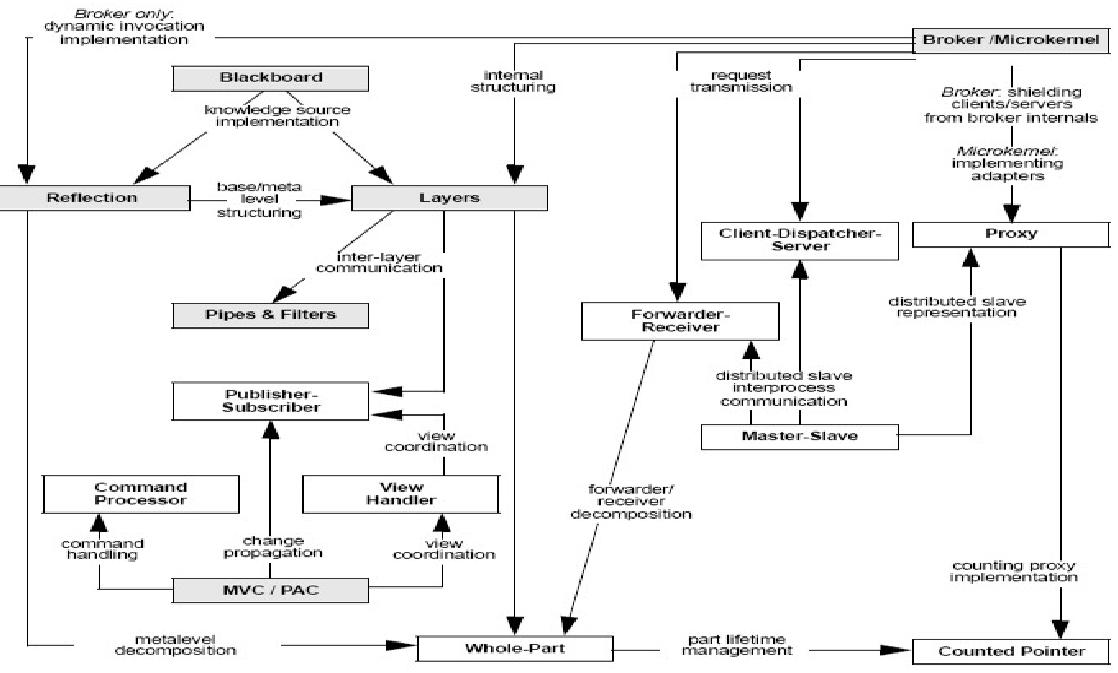 Broker only:
dynamic invocation
implementation
Broker /Microkernel
Blackboard
internal
structuring
request
transmission
Broker: shielding
clients/servers
from broker internals
knowledge source
implementation
Microkernel:
implementing
adapters
Reflection
base/meta
level
structuring
Layers
Client-Dispatcher-
Server
Proxy
inter-layer
communication
Pipes & Filters
Forwarder-
Receiver
distributed slave
representation
Publisher-
Subscriber
distributed slave
interprocess
communication
view
coordination
Master-Slave
Command
Processor
View
Handler
forwarder/
receiver
decomposition
command
handling
change
propagation
view
coordination
counting proxy
implementation
MVC / PAC
metalevel
decomposition
Whole-Part
part lifetime
management
Counted Pointer